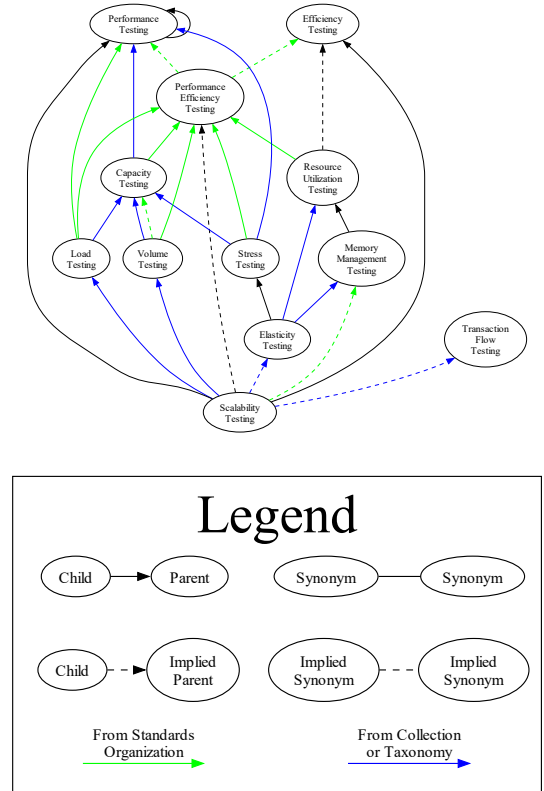 Performance
Testing
Efficiency
Testing
Performance
Efficiency
Testing
Capacity
Testing
Resource
Utilization
Testing
Load
Testing
Volume
Testing
Stress
Testing
Memory
Management
Testing
Elasticity
Testing
Transaction
Flow
Testing
Scalability
Testing
Legend
Child
Parent
Synonym
Synonym
Child
Implied
Parent
Implied
Synonym
Implied
Synonym
From Standards
Organization
From Collection
or Taxonomy